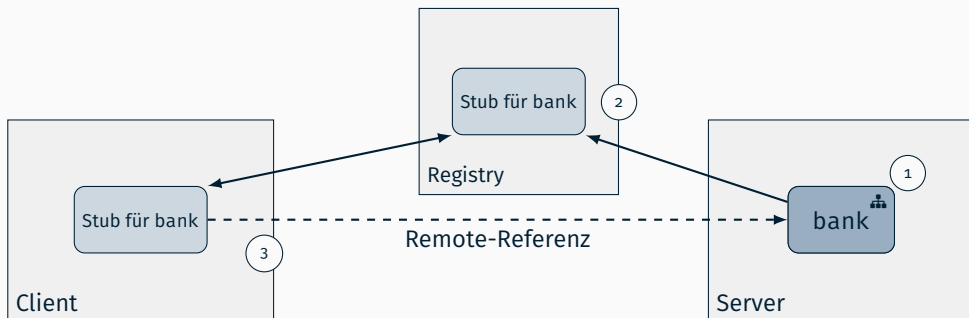 Stub für bank
2
Registry
1
Stub für bank
bank
Remote-Referenz
3
Client
Server